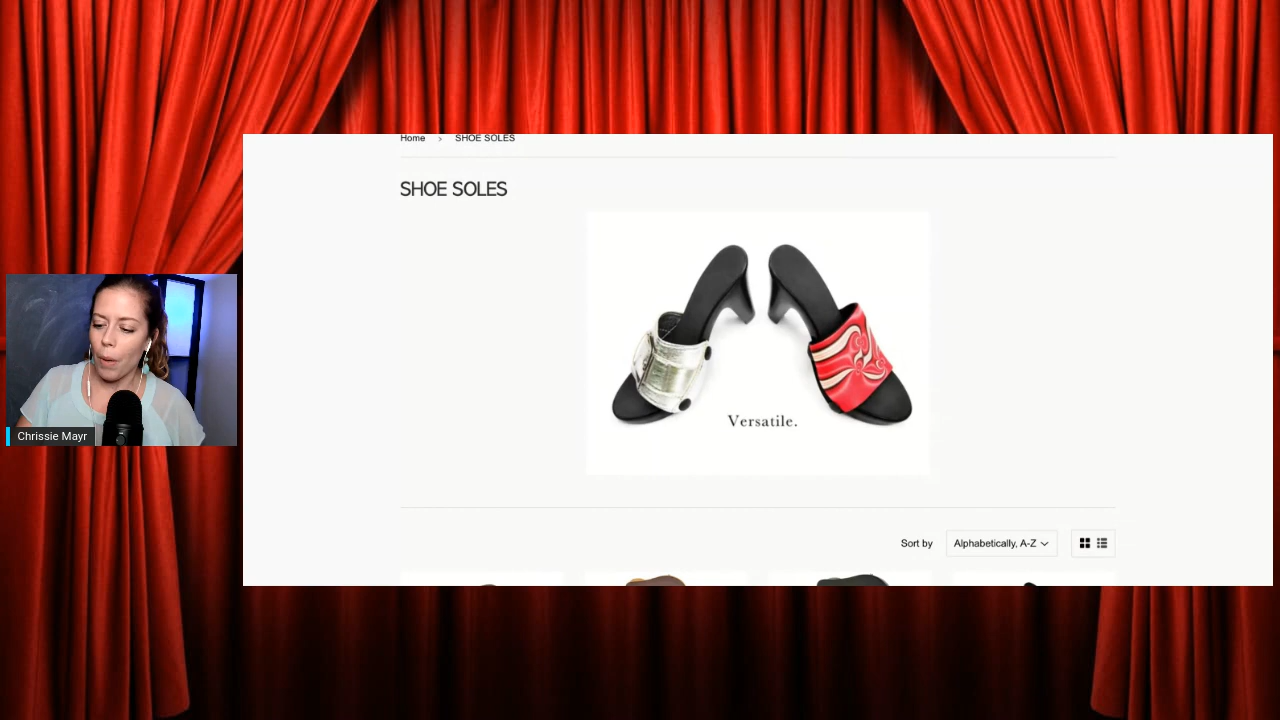 Home > SHOE SOLES
SHOE SOLES
Versatile.
Sort by Alphabetically, A-Z
Chrissie Mayr